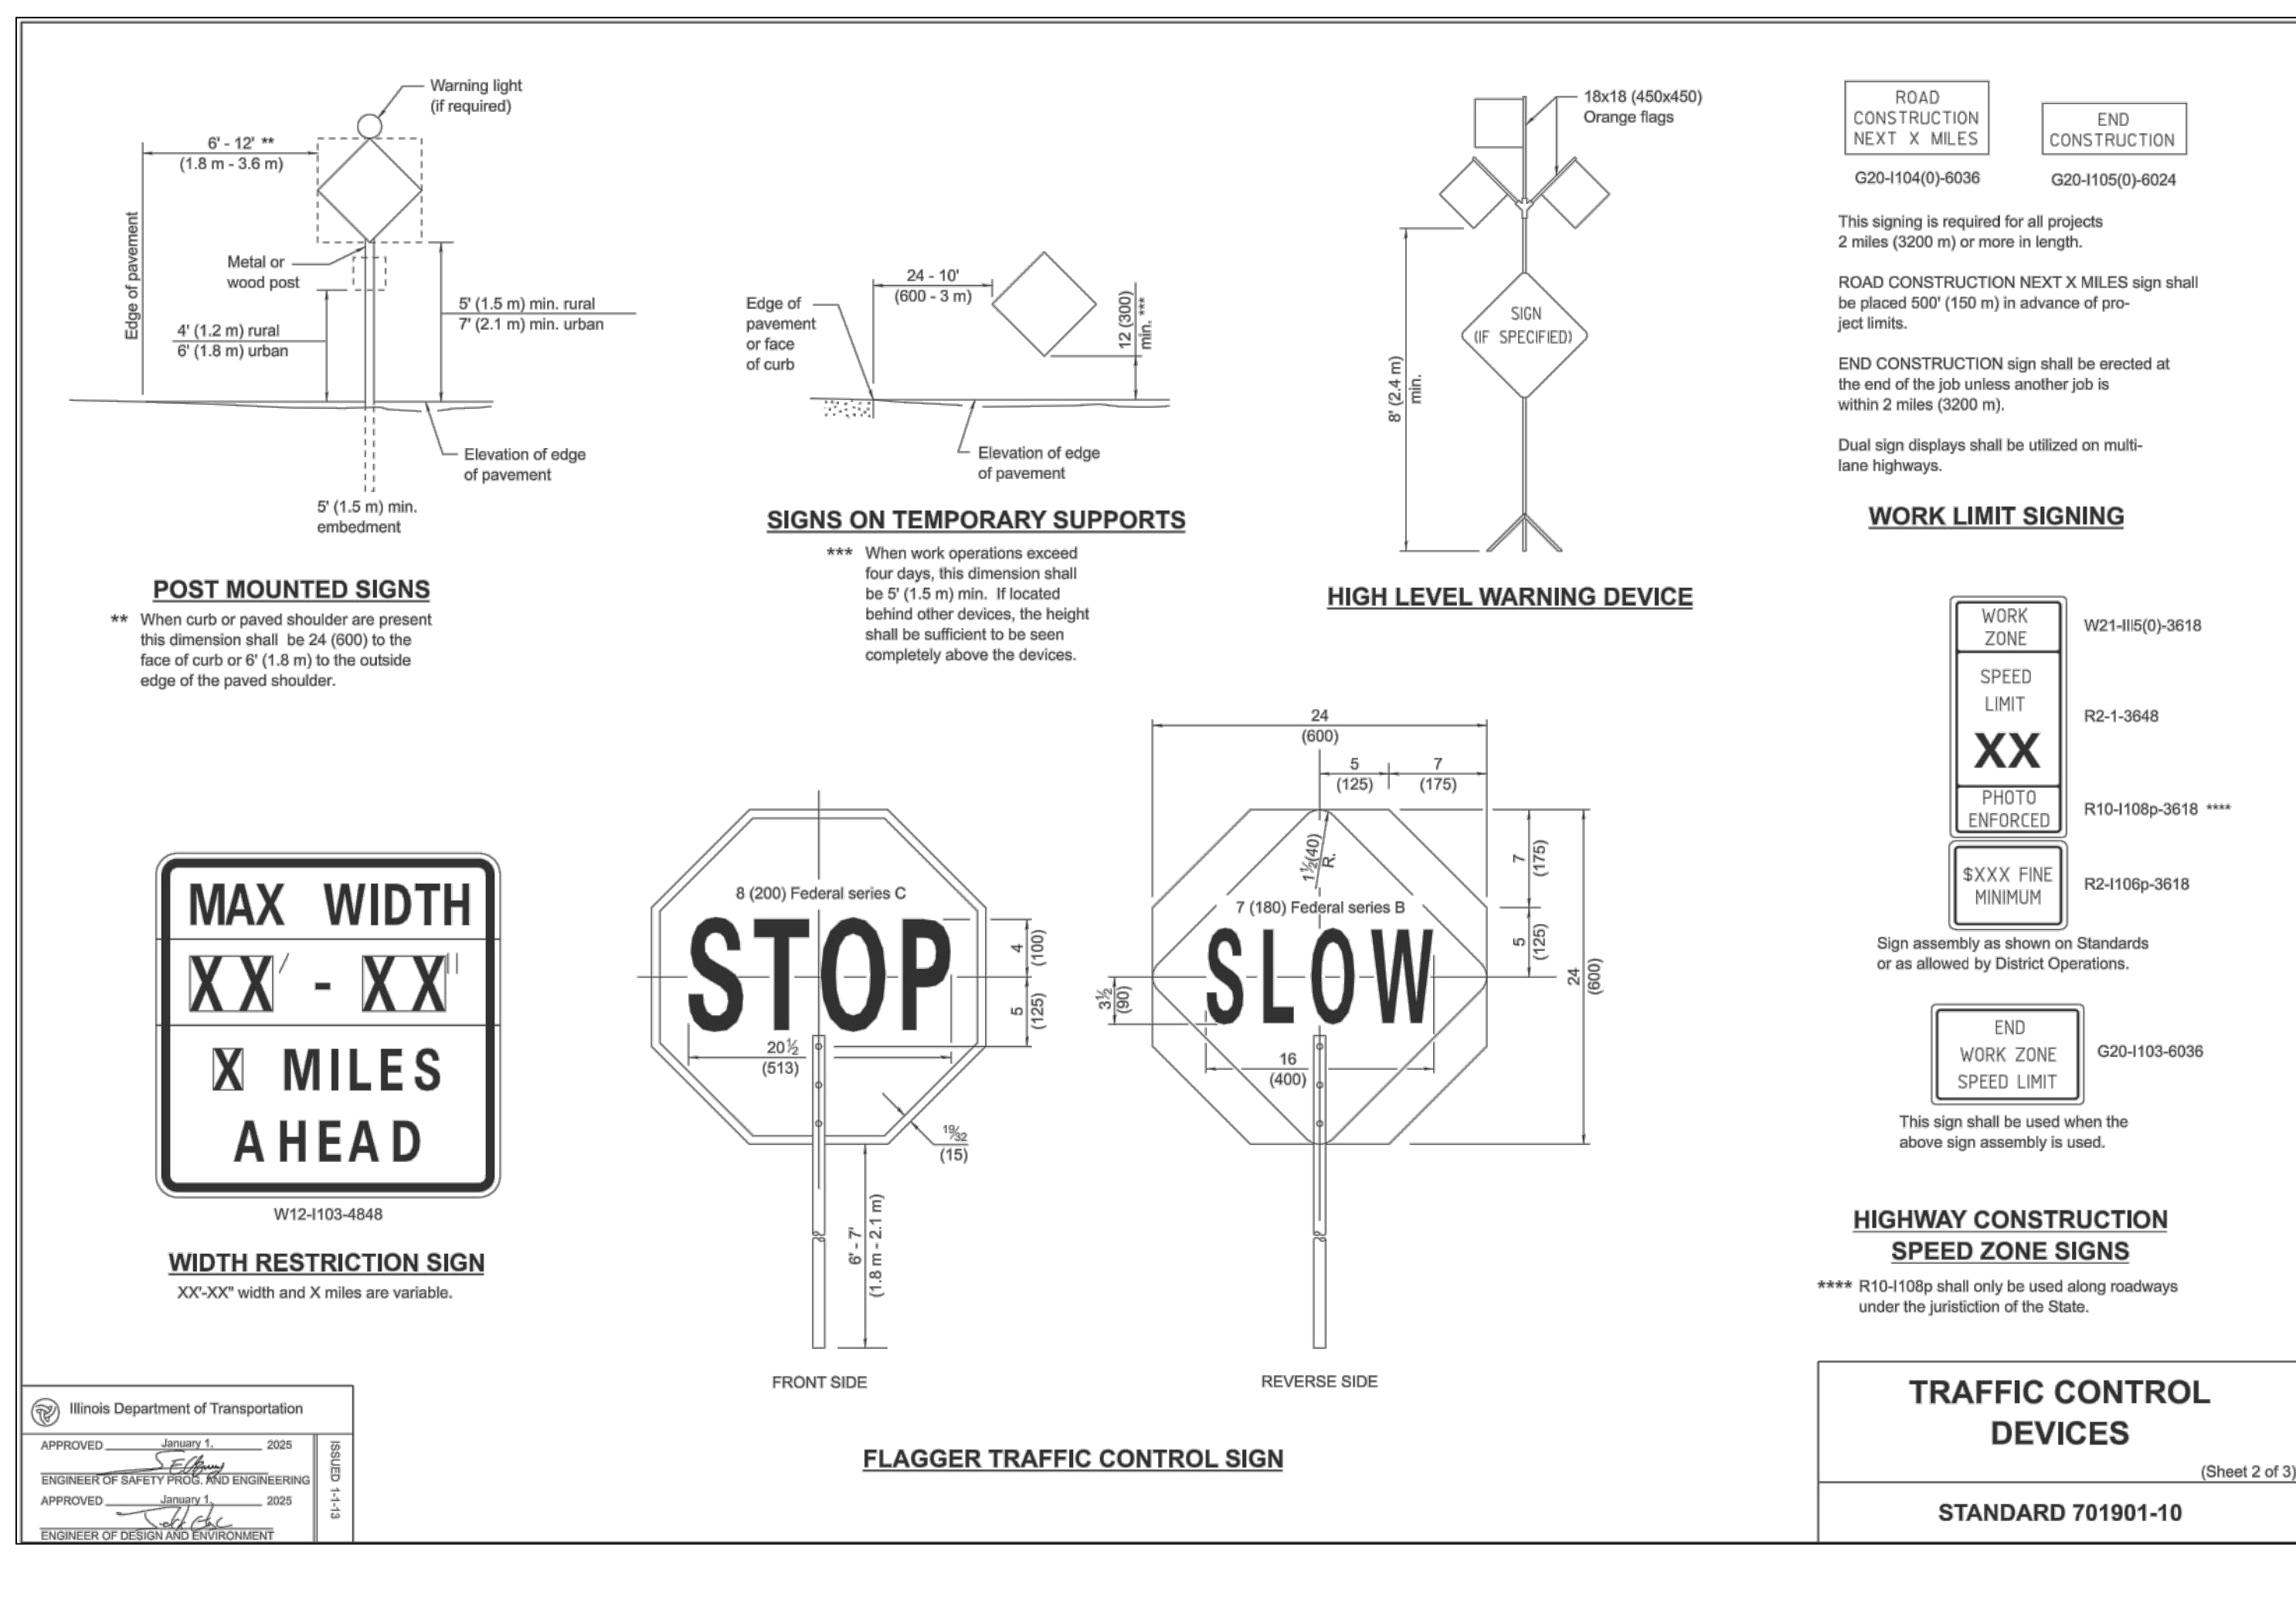 Warning light
(if required)
6' - 12' **
(1.8 m - 3.6 m)
Edge of pavement
Metal or
wood post
5' (1.5 m) min. rural
7' (2.1 m) min. urban
4' (1.2 m) rural
6' (1.8 m) urban
Elevation of edge
of pavement
5' (1.5 m) min.
embedment
POST MOUNTED SIGNS
** When curb or paved shoulder are present
this dimension shall be 24 (600) to the
face of curb or 6' (1.8 m) to the outside
edge of the paved shoulder.
24 - 10'
(600 - 3 m)
Edge of
pavement
or face
of curb
12 (300)
min. ***
Elevation of edge
of pavement
SIGNS ON TEMPORARY SUPPORTS
*** When work operations exceed
four days, this dimension shall
be 5' (1.5 m) min. If located
behind other devices, the height
shall be sufficient to be seen
completely above the devices.
18x18 (450x450)
Orange flags
SIGN
(IF SPECIFIED)
8' (2.4 m)
min.
HIGH LEVEL WARNING DEVICE
ROAD
CONSTRUCTION
NEXT X MILES
G20-I104(0)-6036
END
CONSTRUCTION
G20-I105(0)-6024
This signing is required for all projects
2 miles (3200 m) or more in length.
ROAD CONSTRUCTION NEXT X MILES sign shall
be placed 500' (150 m) in advance of pro-
ject limits.
END CONSTRUCTION sign shall be erected at
the end of the job unless another job is
within 2 miles (3200 m).
Dual sign displays shall be utilized on multi-
lane highways.
WORK LIMIT SIGNING
MAX WIDTH
XX' - XX"
X MILES
AHEAD
W12-I103-4848
WIDTH RESTRICTION SIGN
XX'-XX" width and X miles are variable.
8 (200) Federal series C
STOP
4
(100)
5
(125)
20½
(513)
19/32
(15)
6' - 7'
(1.8 m - 2.1 m)
FRONT SIDE
24
(600)
5
(125)
7
(175)
1½(40)
R.
7 (180) Federal series B
SLOW
7
(175)
5
(125)
24
(600)
3½
(90)
16
(400)
REVERSE SIDE
FLAGGER TRAFFIC CONTROL SIGN
WORK
ZONE
W21-II5(0)-3618
SPEED
LIMIT
XX
R2-1-3648
PHOTO
ENFORCED
R10-I108p-3618 ****
$XXX FINE
MINIMUM
R2-I106p-3618
Sign assembly as shown on Standards
or as allowed by District Operations.
END
WORK ZONE
SPEED LIMIT
G20-I103-6036
This sign shall be used when the
above sign assembly is used.
HIGHWAY CONSTRUCTION
SPEED ZONE SIGNS
**** R10-I108p shall only be used along roadways
under the juristiction of the State.
Illinois Department of Transportation
APPROVED January 1, 2025
ENGINEER OF SAFETY PROG. AND ENGINEERING
APPROVED January 1, 2025
ENGINEER OF DESIGN AND ENVIRONMENT
ISSUED 1-1-13
TRAFFIC CONTROL
DEVICES
(Sheet 2 of 3)
STANDARD 701901-10